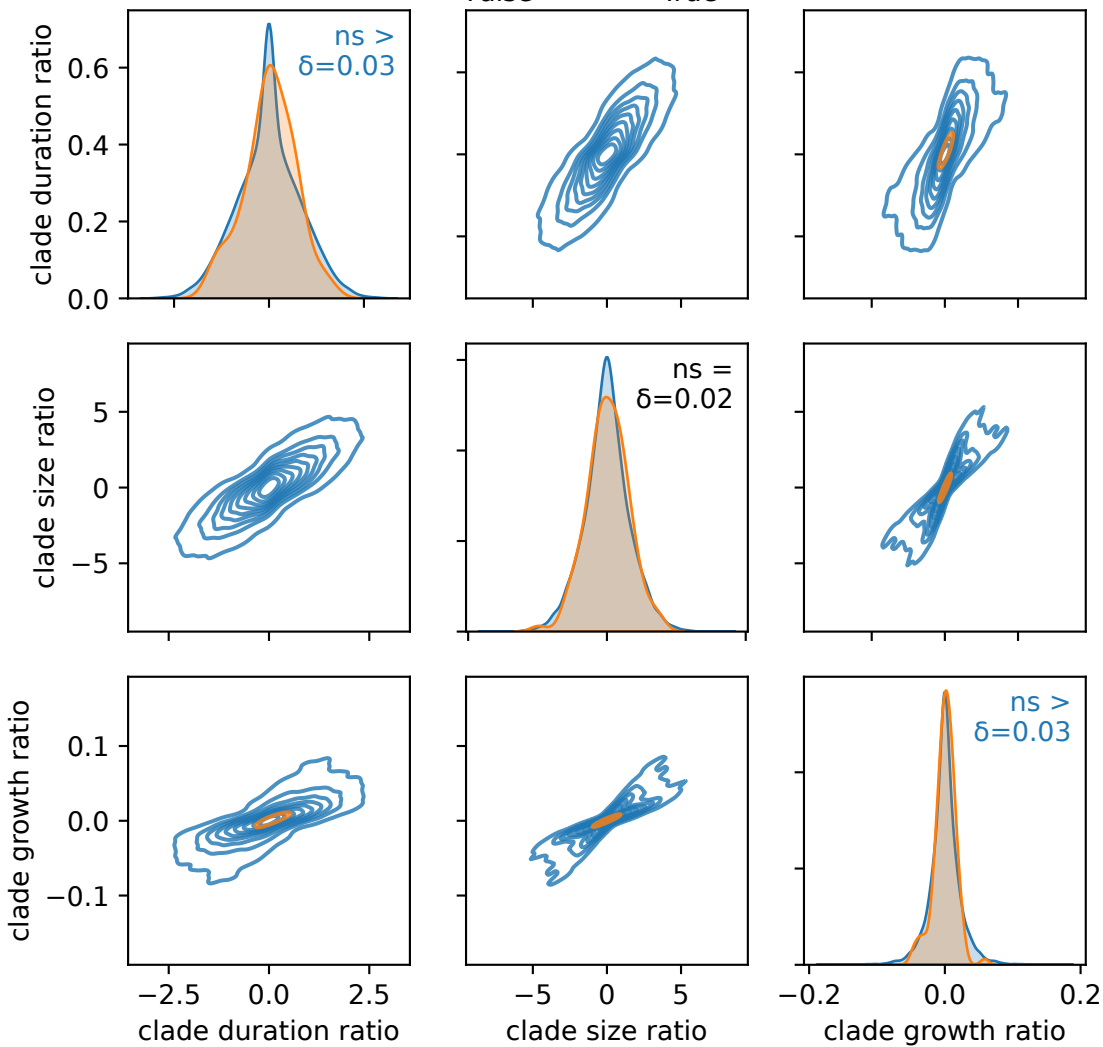 ns >
δ=0.03
clade duration ratio
0.6
0.4
0.2
0.0
ns =
δ=0.02
clade size ratio
5
0
−5
ns >
δ=0.03
clade growth ratio
0.1
0.0
−0.1
−2.5 0.0 2.5
−5 0 5
−0.2 0.0 0.2
clade duration ratio
clade size ratio
clade growth ratio